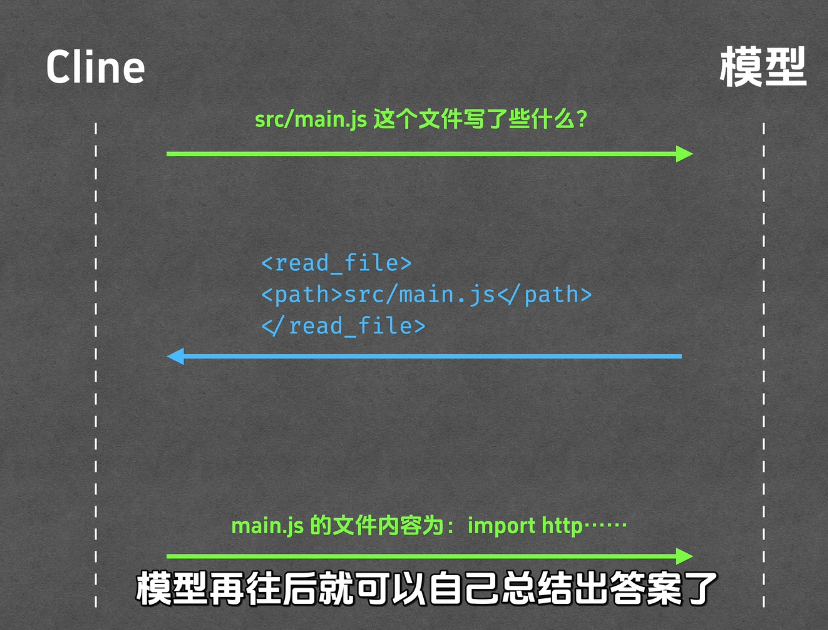 Cline
模型
src/main.js 这个文件写了些什么？
<read_file>
<path>src/main.js</path>
</read_file>
main.js 的文件内容为：import http……
模型再往后就可以自己总结出答案了